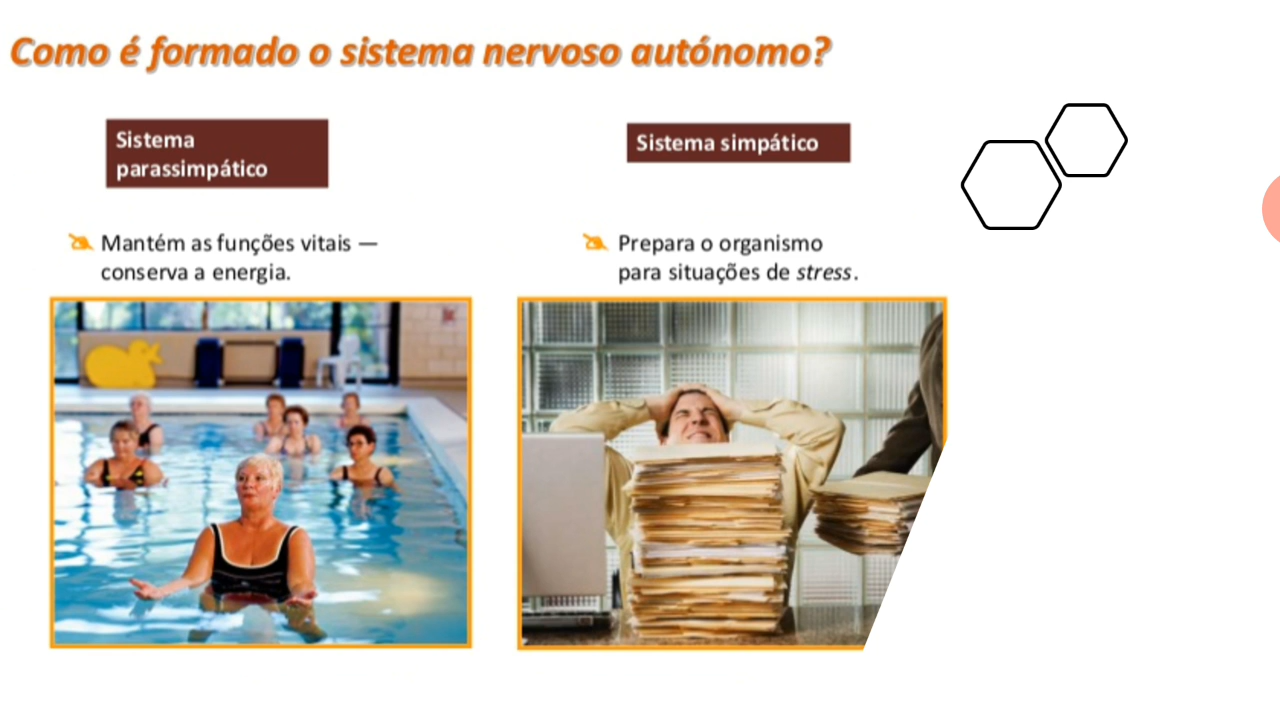 Como é formado o sistema nervoso autónomo?
Sistema
parassimpático
Sistema simpático
Mantém as funções vitais —
conserva a energia.
Prepara o organismo
para situações de stress.